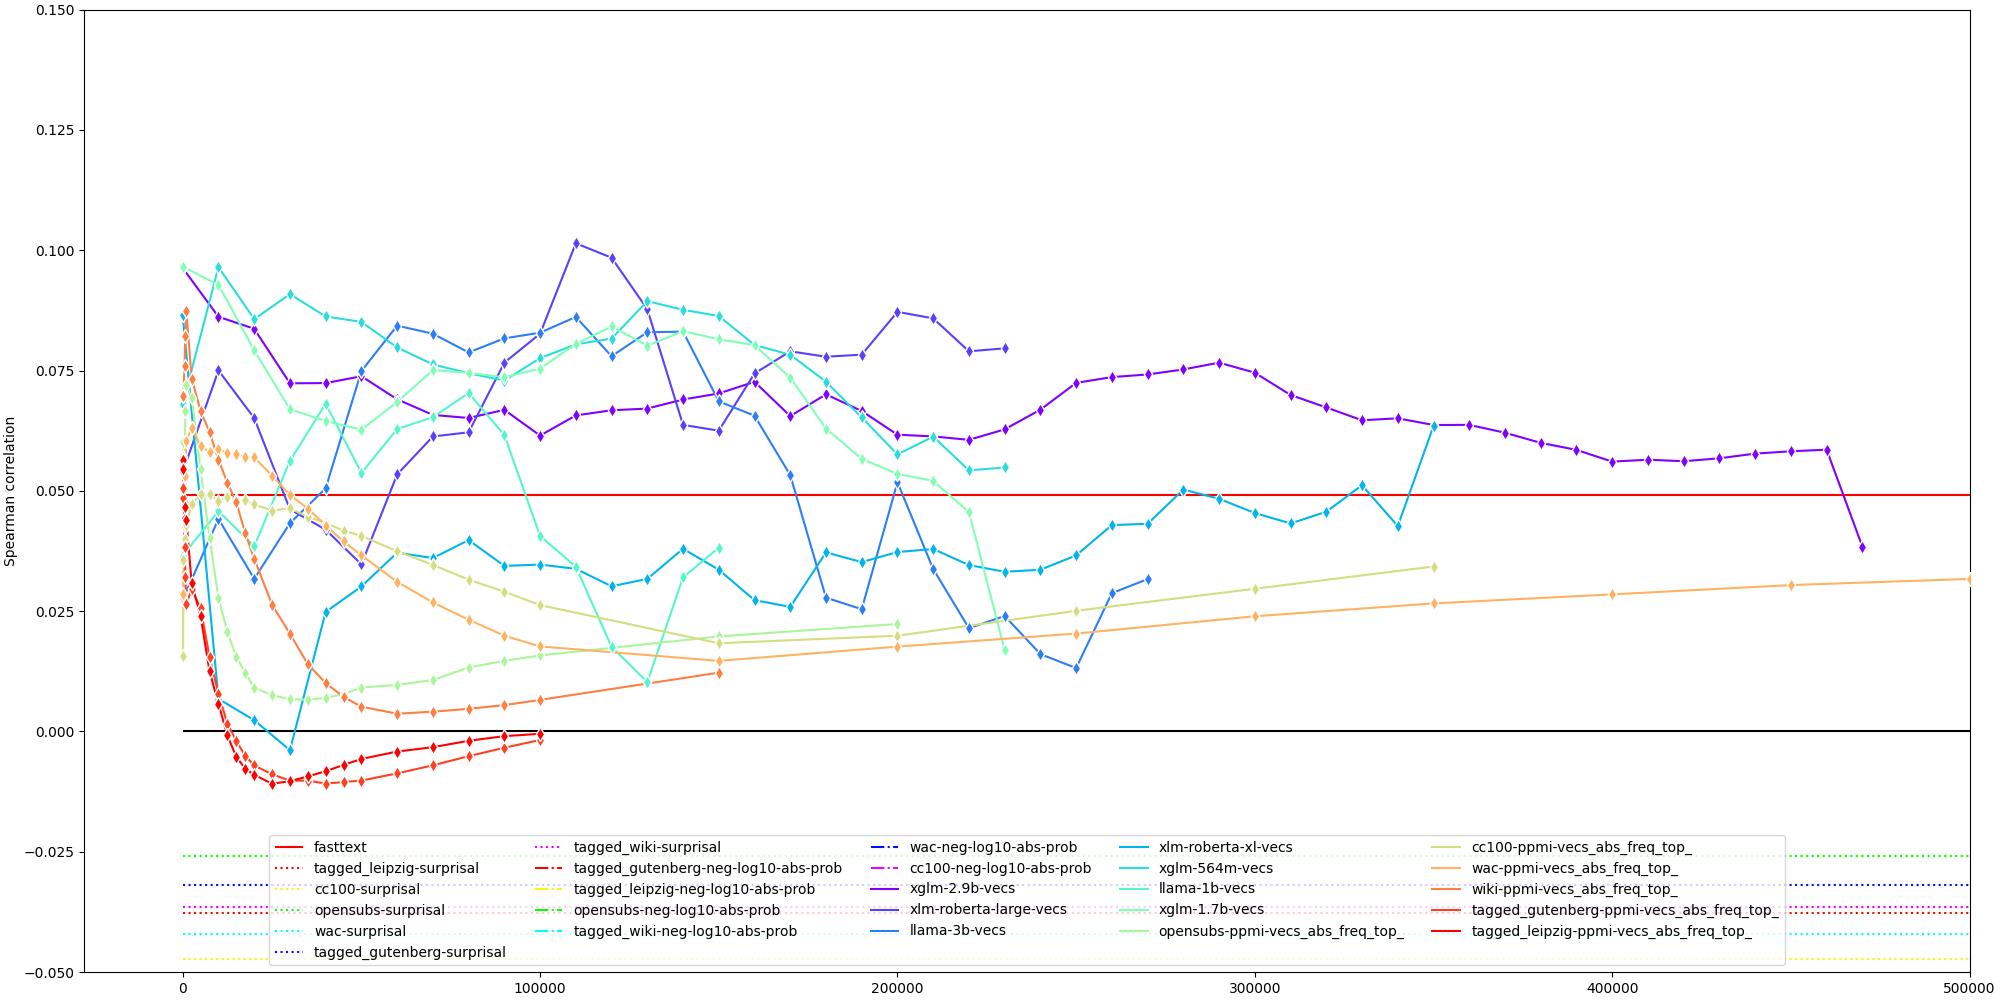 0.150
0.125
0.100
0.075
0.050
0.025
0.000
−0.025
−0.050
Spearman correlation
fasttext
tagged_leipzig-surprisal
cc100-surprisal
opensubs-surprisal
wac-surprisal
tagged_gutenberg-surprisal
tagged_wiki-surprisal
tagged_gutenberg-neg-log10-abs-prob
tagged_leipzig-neg-log10-abs-prob
opensubs-neg-log10-abs-prob
tagged_wiki-neg-log10-abs-prob
wac-neg-log10-abs-prob
cc100-neg-log10-abs-prob
xglm-2.9b-vecs
xlm-roberta-large-vecs
llama-3b-vecs
xlm-roberta-xl-vecs
xglm-564m-vecs
llama-1b-vecs
xglm-1.7b-vecs
opensubs-ppmi-vecs_abs_freq_top_
cc100-ppmi-vecs_abs_freq_top_
wac-ppmi-vecs_abs_freq_top_
wiki-ppmi-vecs_abs_freq_top_
tagged_gutenberg-ppmi-vecs_abs_freq_top_
tagged_leipzig-ppmi-vecs_abs_freq_top_
0
100000
200000
300000
400000
500000